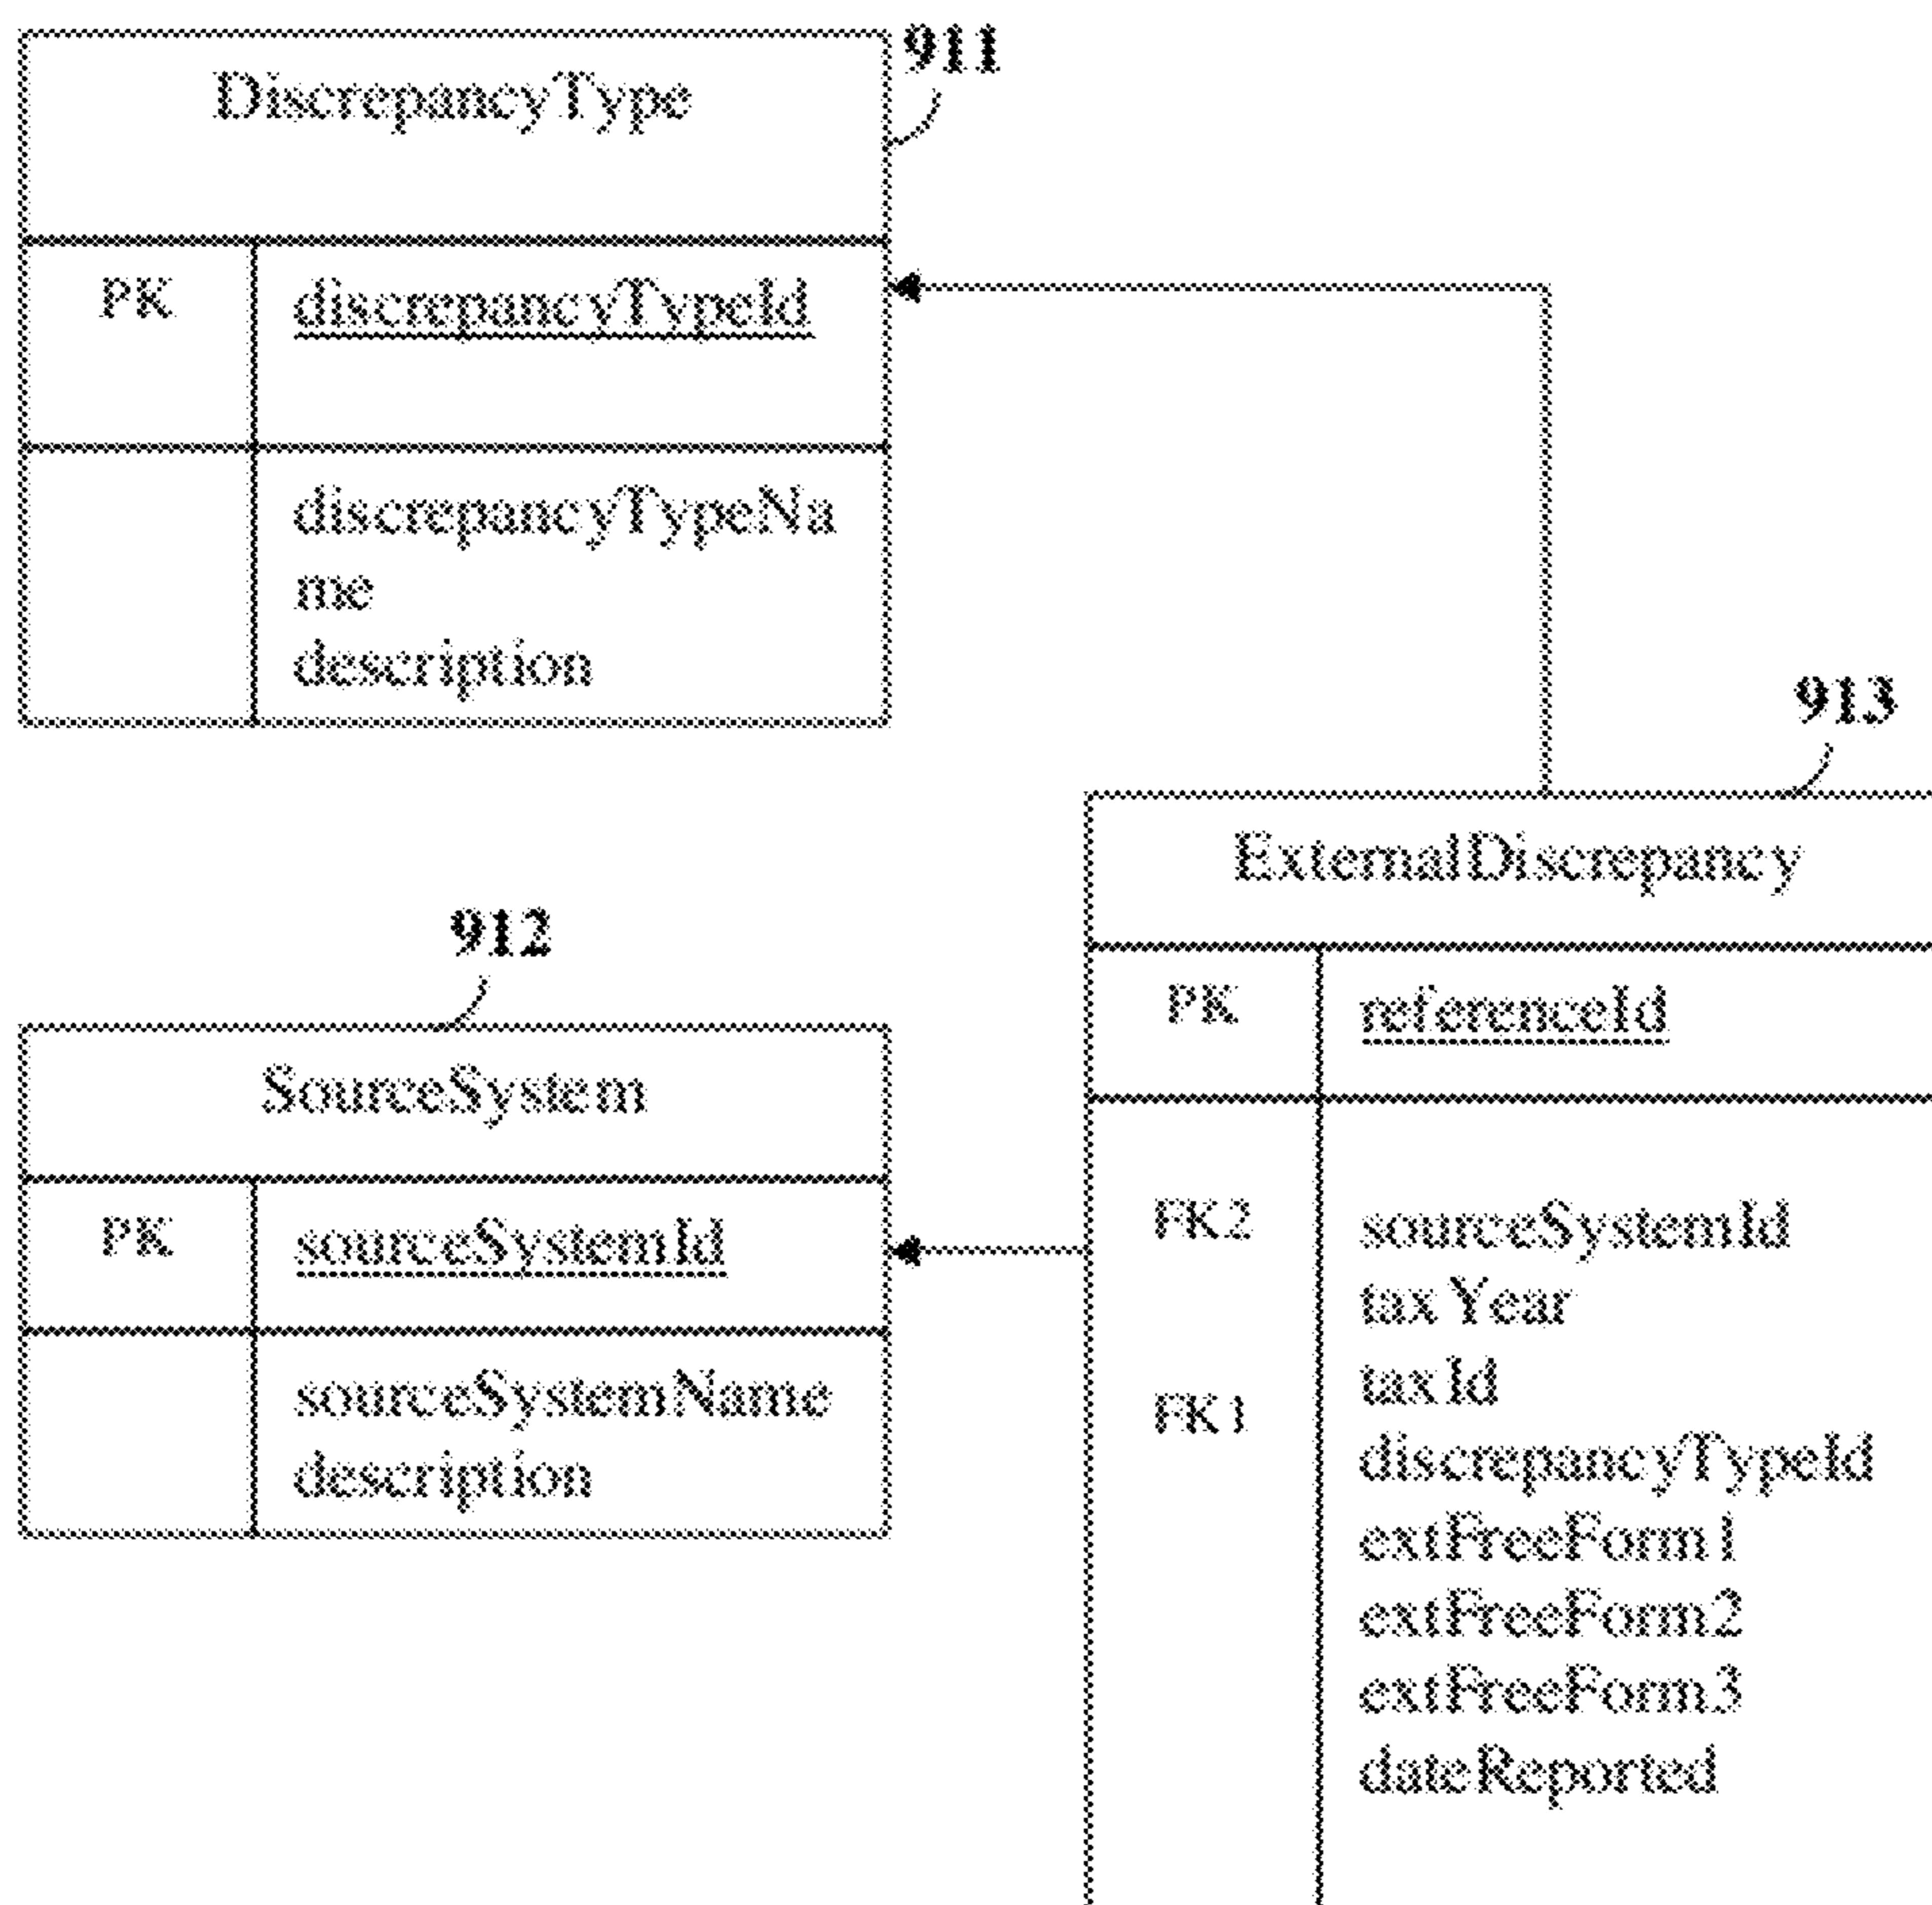 911
DiscrepancyType
PK discrepancyTypeId
discrepancyTypeNa
me
description
913
ExternalDiscrepancy
PK referenceId
FK2 sourceSystemId
taxYear
taxId
FK1
discrepancyTypeId
extFreeForm1
extFreeForm2
extFreeForm3
dateReported
912
SourceSystem
PK sourceSystemId
sourceSystemName
description